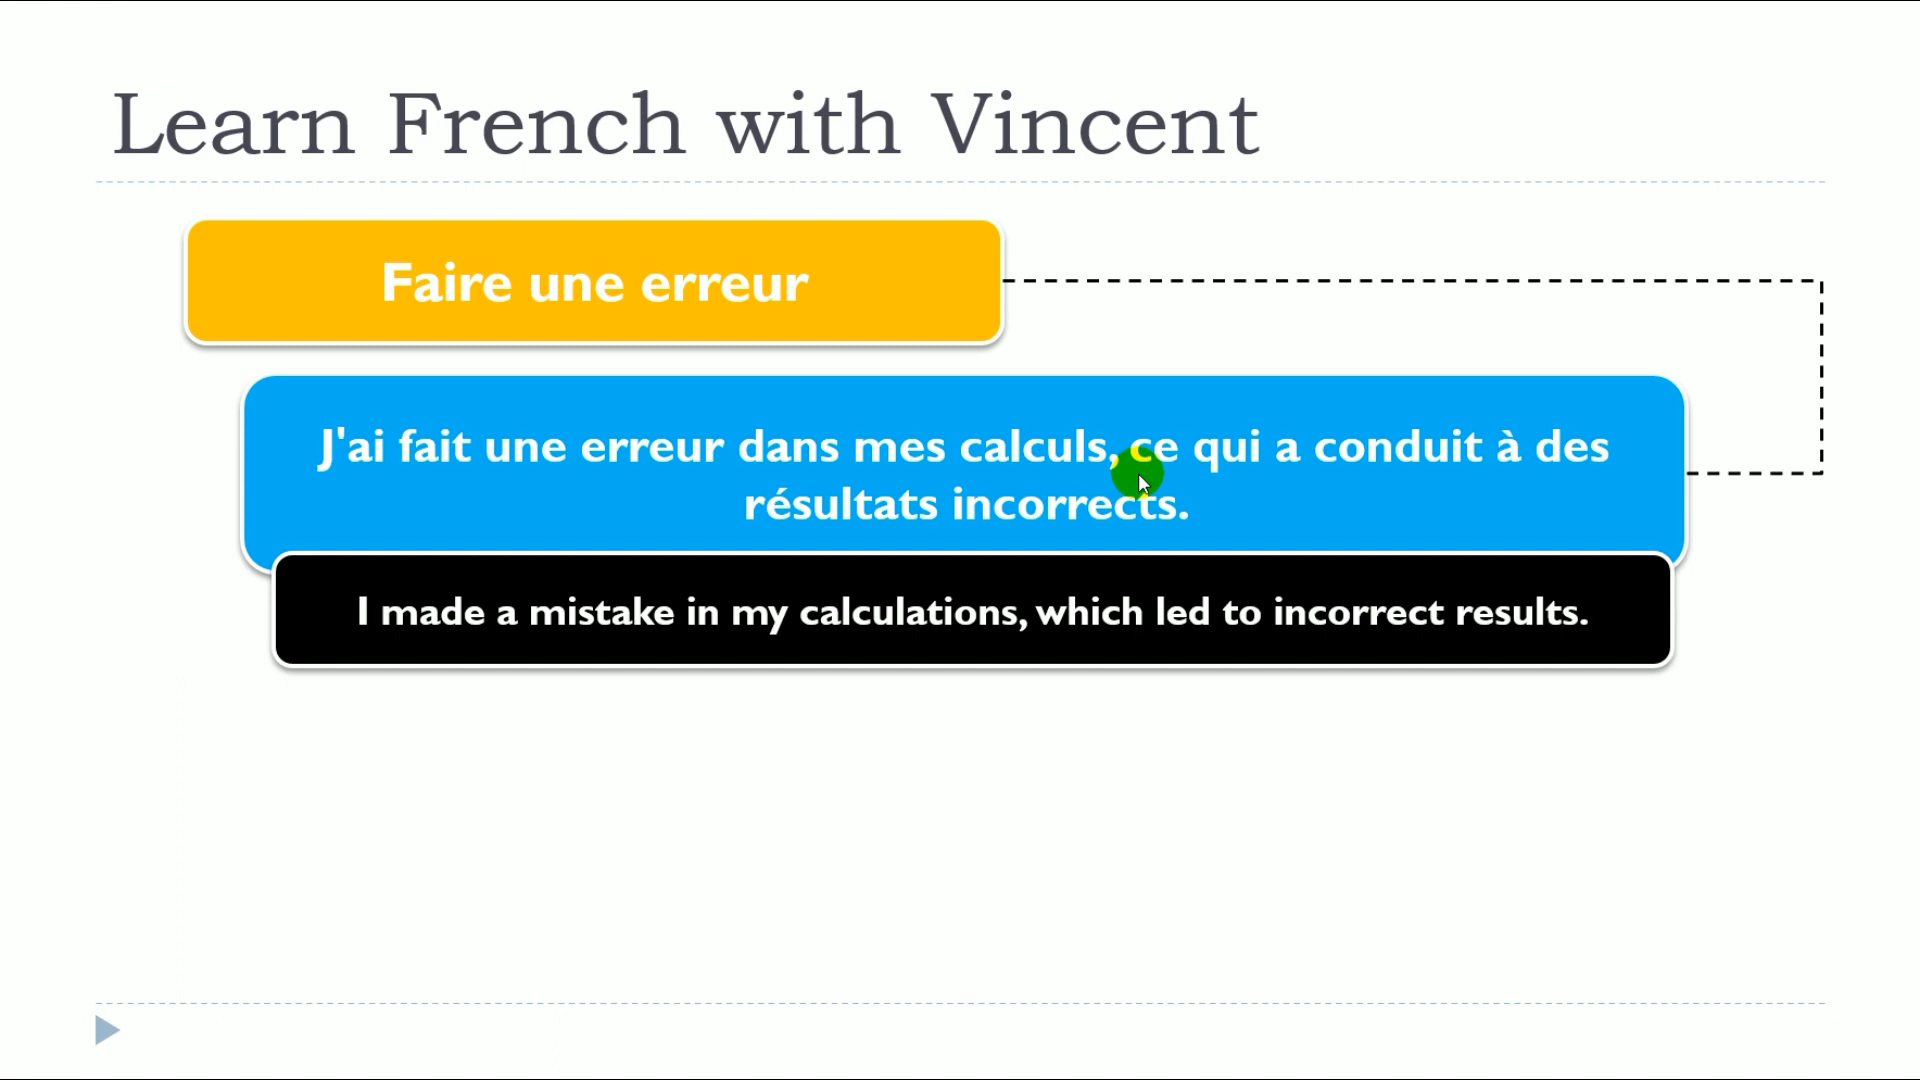 Learn French with Vincent
Faire une erreur
J'ai fait une erreur dans mes calculs, ce qui a conduit à des
résultats incorrects.
I made a mistake in my calculations, which led to incorrect results.